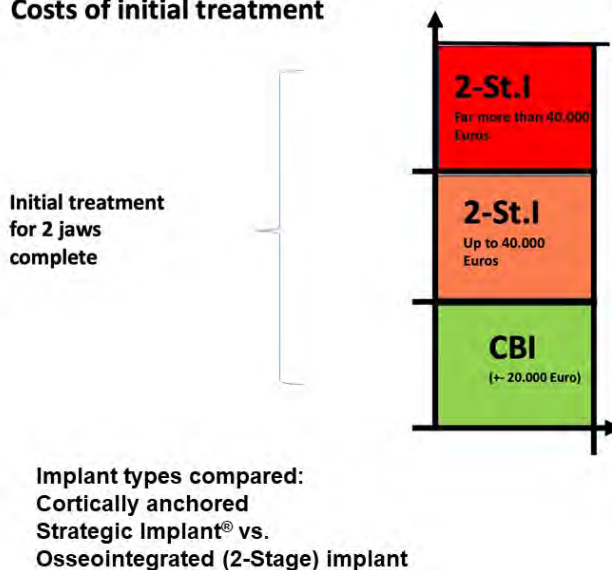 Costs of initial treatment
2-St.I
Far more than 40.000
Euros
Initial treatment
for 2 jaws
complete
2-St.I
Up to 40.000
Euros
CBI
(+- 20.000 Euro)
Implant types compared:
Cortically anchored
Strategic Implant® vs.
Osseointegrated (2-Stage) implant